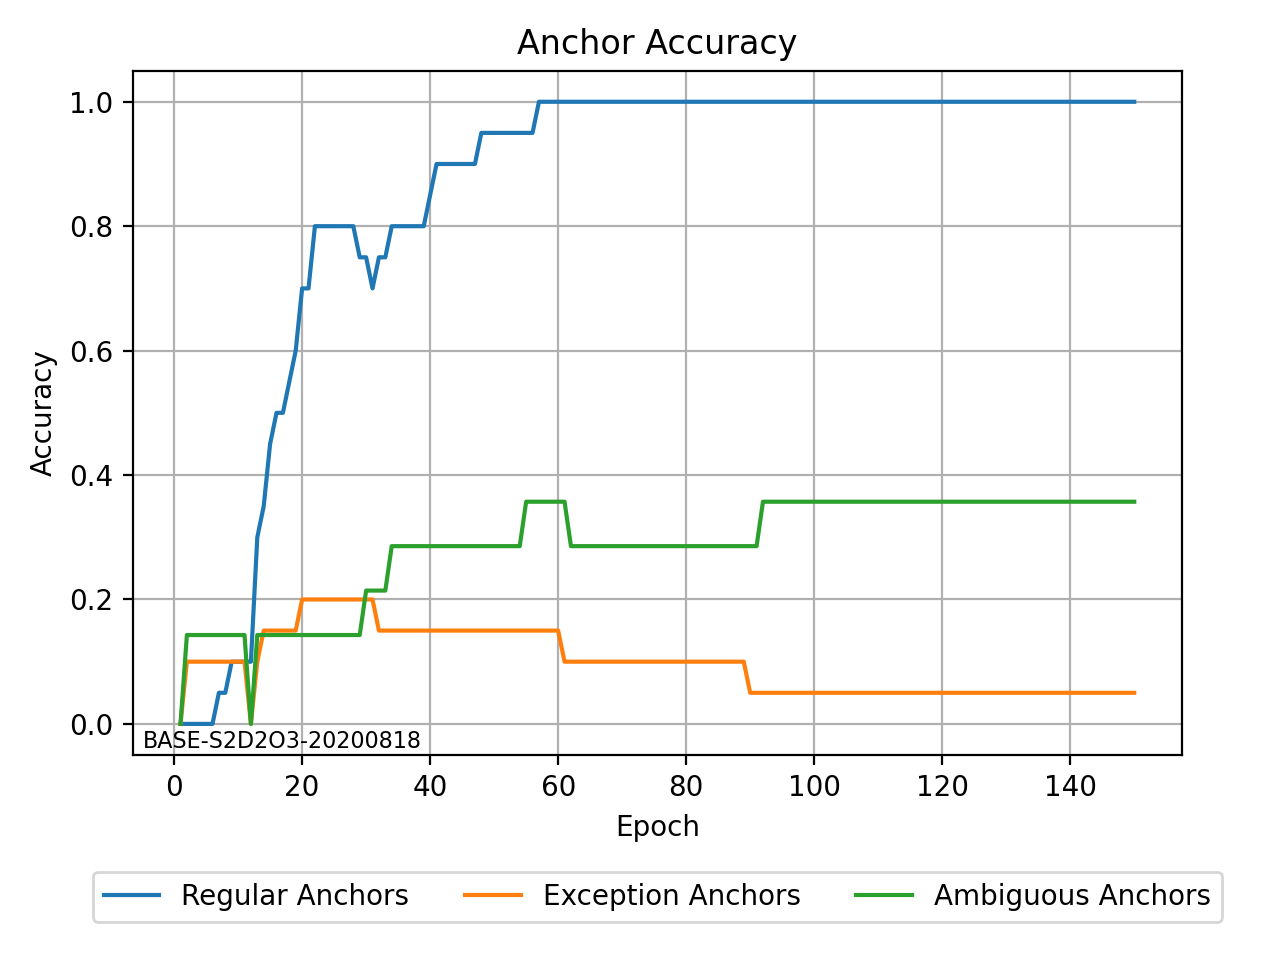 Anchor Accuracy
Accuracy
1.0
0.8
0.6
0.4
0.2
0.0
BASE-S2D2O3-20200818
0 20 40 60 80 100 120 140
Epoch
Regular Anchors Exception Anchors Ambiguous Anchors